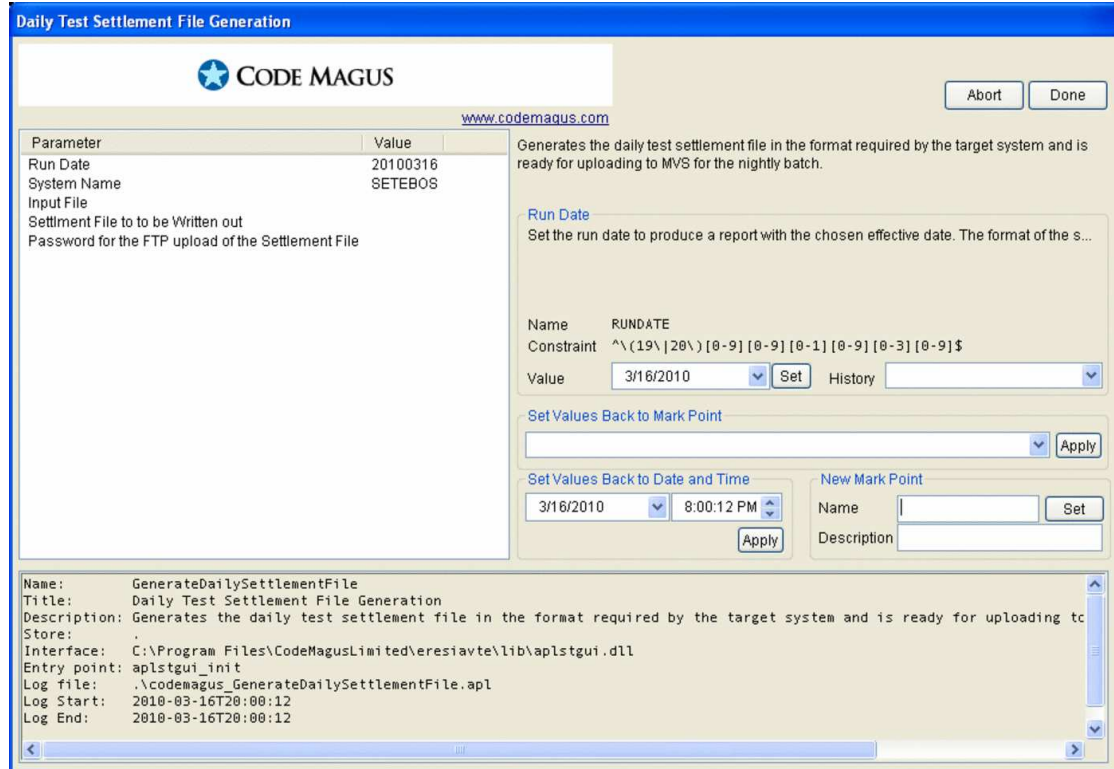 Daily Test Settlement File Generation
CODE MAGUS
www.codemagus.com
Abort Done
Parameter Value
Run Date 20100316
System Name SETEBOS
Input File
Settlment File to to be Written out
Password for the FTP upload of the Settlement File
Generates the daily test settlement file in the format required by the target system and is
ready for uploading to MVS for the nightly batch.
Run Date
Set the run date to produce a report with the chosen effective date. The format of the s...
Name RUNDATE
Constraint ^\(19\|20\)[0-9][0-9][0-1][0-9][0-3][0-9]$
Value 3/16/2010 Set History
Set Values Back to Mark Point
Apply
Set Values Back to Date and Time
3/16/2010 8:00:12 PM
Apply
New Mark Point
Name Set
Description
Name: GenerateDailySettlementFile
Title: Daily Test Settlement File Generation
Description: Generates the daily test settlement file in the format required by the target system and is ready for uploading to
Store: .
Interface: C:\Program Files\CodeMagusLimited\eresiavte\lib\aplstgui.dll
Entry point: aplstgui_init
Log file: .\codemagus_GenerateDailySettlementFile.apl
Log Start: 2010-03-16T20:00:12
Log End: 2010-03-16T20:00:12